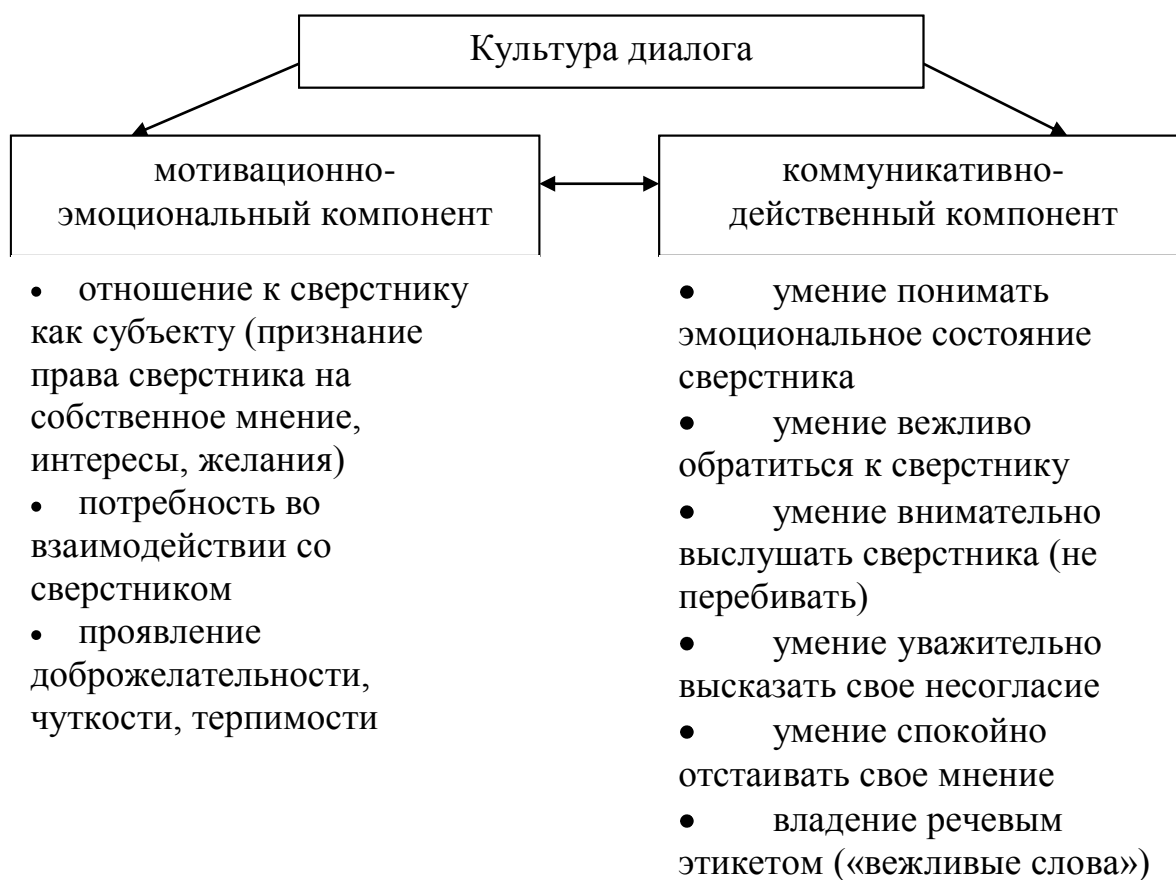 Культура диалога
мотивационно-
эмоциональный компонент
коммуникативно-
действенный компонент
• отношение к сверстнику
как субъекту (признание
права сверстника на
собственное мнение,
интересы, желания)
• потребность во
взаимодействии со
сверстником
• проявление
доброжелательности,
чуткости, терпимости
• умение понимать
эмоциональное состояние
сверстника
• умение вежливо
обратиться к сверстнику
• умение внимательно
выслушать сверстника (не
перебивать)
• умение уважительно
высказать свое несогласие
• умение спокойно
отстаивать свое мнение
• владение речевым
этикетом («вежливые слова»)